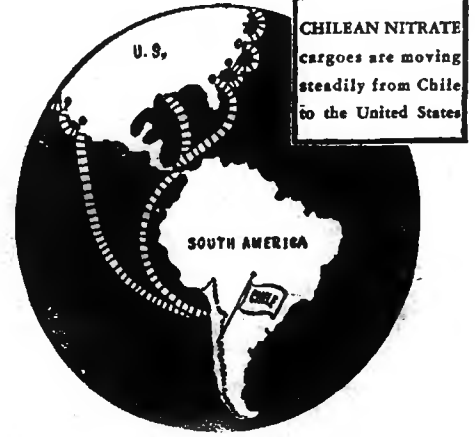 U.S.
CHILEAN NITRATE
cargoes are moving
steadily from Chile
to the United States
SOUTH AMERICA
CHILE